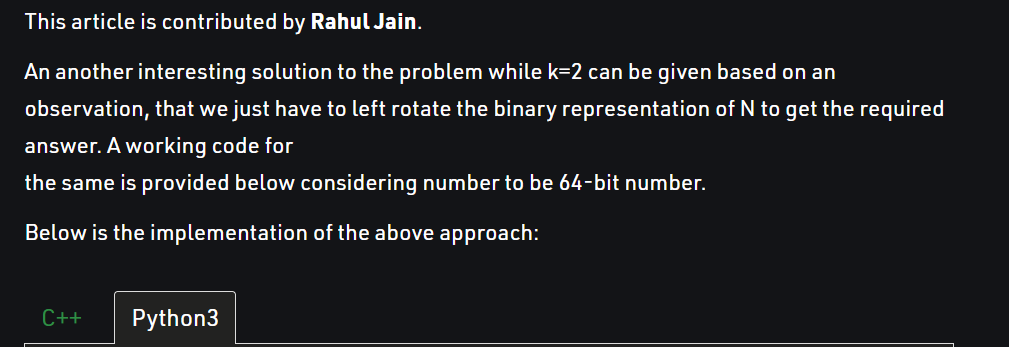 This article is contributed by Rahul Jain.
An another interesting solution to the problem while k=2 can be given based on an
observation, that we just have to left rotate the binary representation of N to get the required
answer. A working code for
the same is provided below considering number to be 64-bit number.
Below is the implementation of the above approach:
C++ Python3